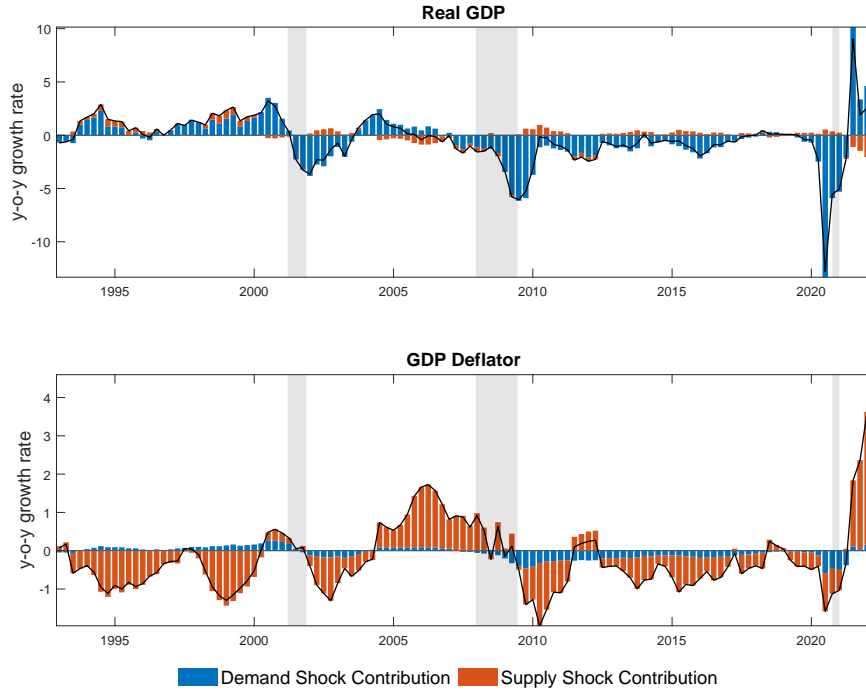 Real GDP
10
5
0
-5
-10
y-o-y growth rate
1995 2000 2005 2010 2015 2020
GDP Deflator
4
3
2
1
0
-1
y-o-y growth rate
1995 2000 2005 2010 2015 2020
Demand Shock Contribution Supply Shock Contribution